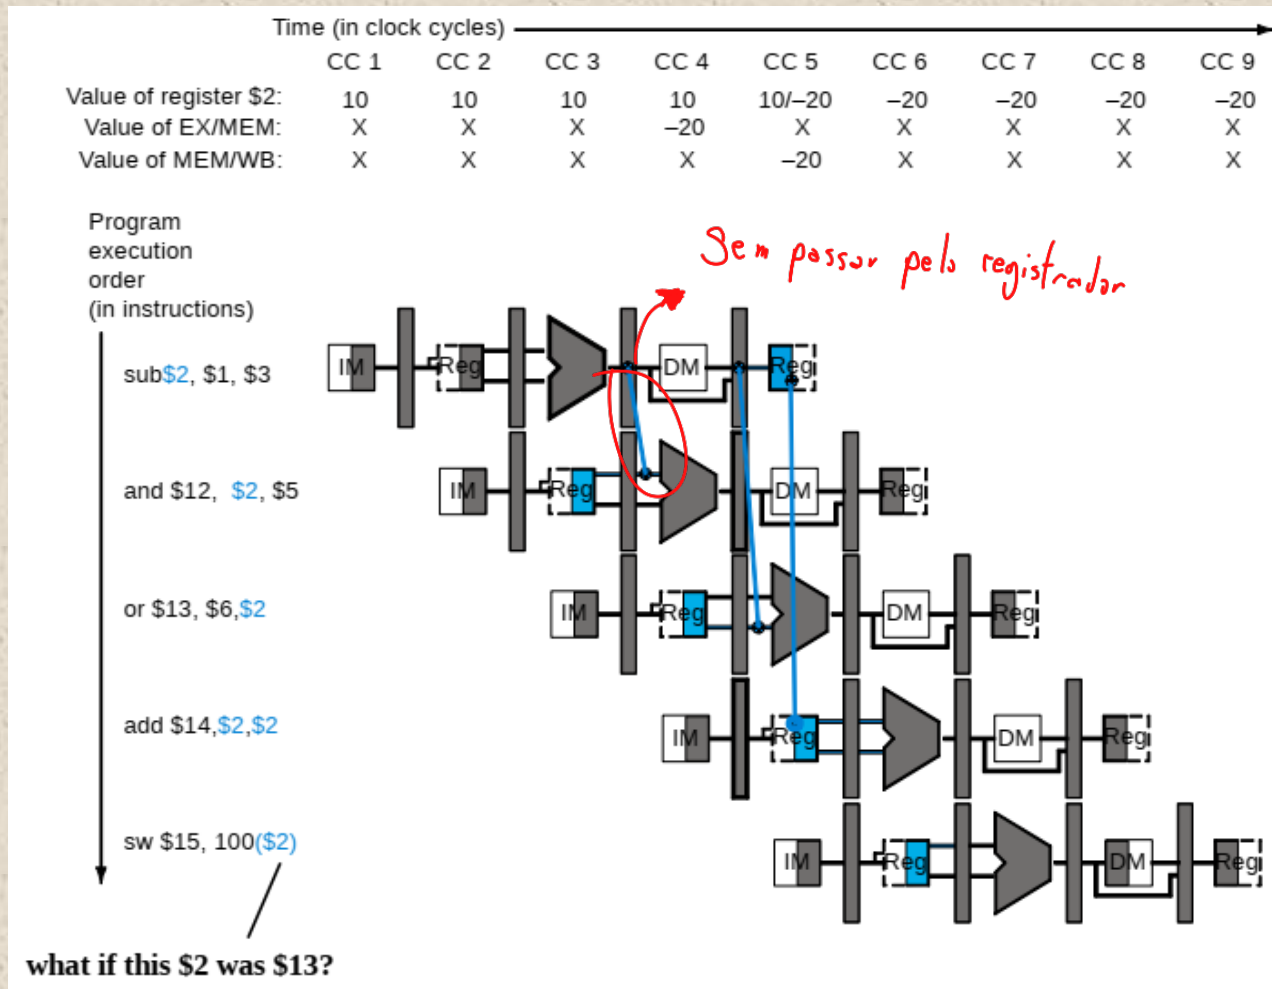 Time (in clock cycles)
CC 1 CC 2 CC 3 CC 4 CC 5 CC 6 CC 7 CC 8 CC 9
Value of register $2: 10 10 10 10 10/–20 –20 –20 –20 –20
Value of EX/MEM: X X X –20 X X X X X
Value of MEM/WB: X X X X –20 X X X X
Program
execution
order
(in instructions)
Sem passar pelo registrador
sub$2, $1, $3 IM Reg DM Reg
and $12, $2, $5 IM Reg DM Reg
or $13, $6,$2 IM Reg DM Reg
add $14,$2,$2 IM Reg DM Reg
sw $15, 100($2) IM Reg DM Reg
what if this $2 was $13?